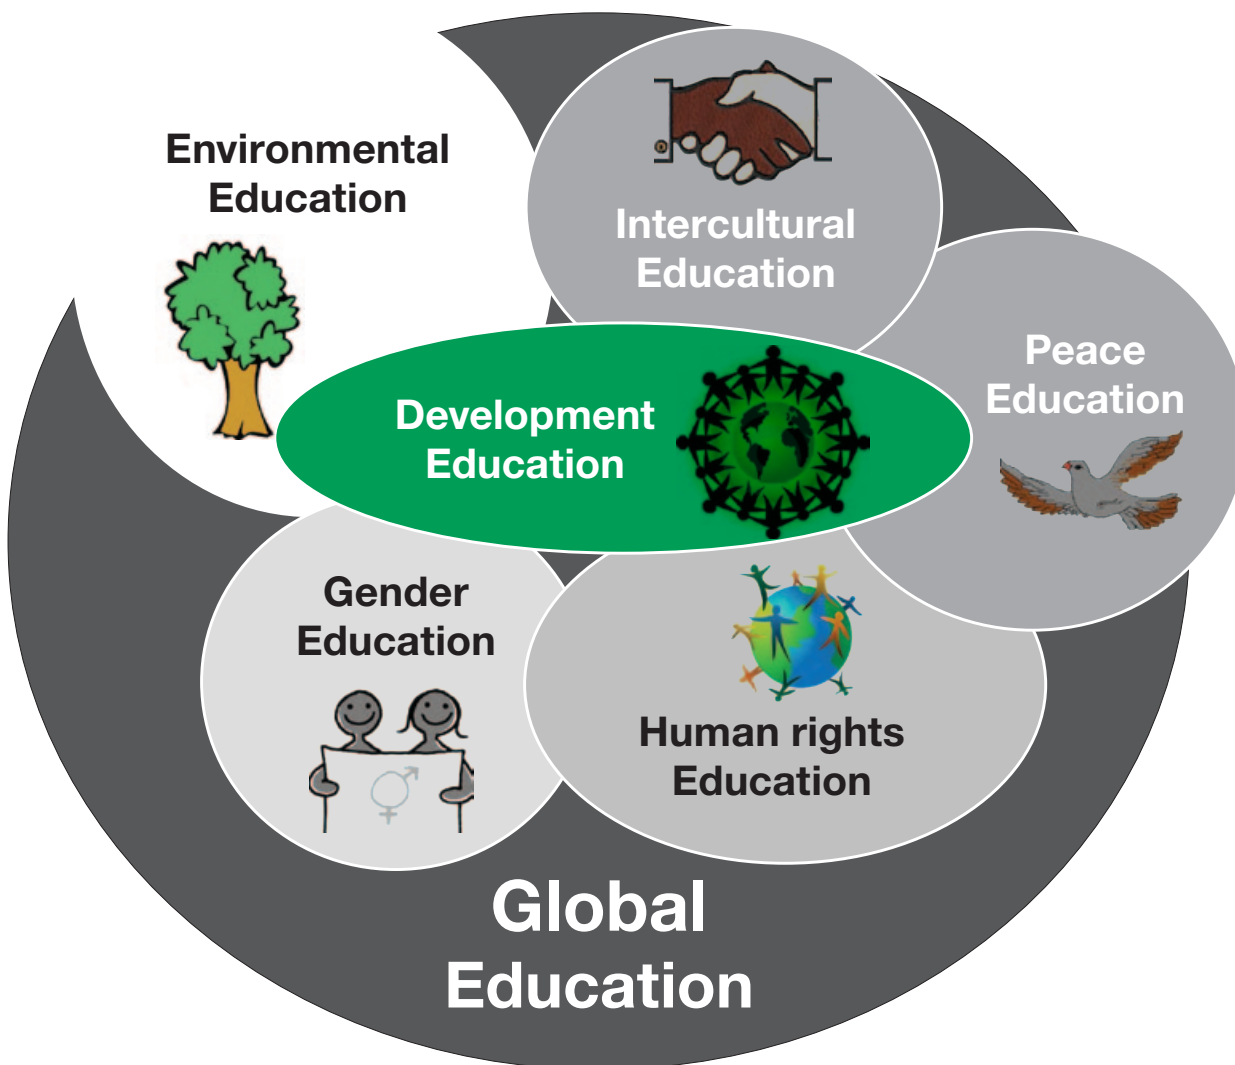 Environmental
Education
Intercultural
Education
Peace
Education
Development
Education
Gender
Education
Human rights
Education
Global
Education